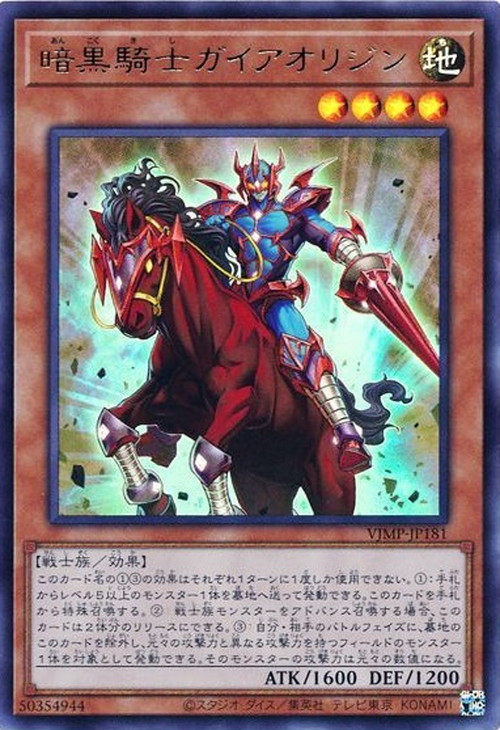 暗黒騎士ガイアオリジン
地
VJMP-JP181
【戦士族/効果】
このカード名の①③の効果はそれぞれ1ターンに1度しか使用できない。①:手札
からレベル5以上のモンスター1体を墓地へ送って発動できる。このカードを手札
から特殊召喚する。② 戦士族モンスターをアドバンス召喚する場合、この
カードは2体分のリリースにできる。③:自分・相手のバトルフェイズに、墓地の
このカードを除外し、元々の攻撃力と異なる攻撃力を持つフィールドのモンスター
1体を対象として発動できる。そのモンスターの攻撃力は元々の数値になる。
ATK/1600 DEF/1200
50354944
©スタジオ・ダイス/集英社 テレビ東京 KONAMI